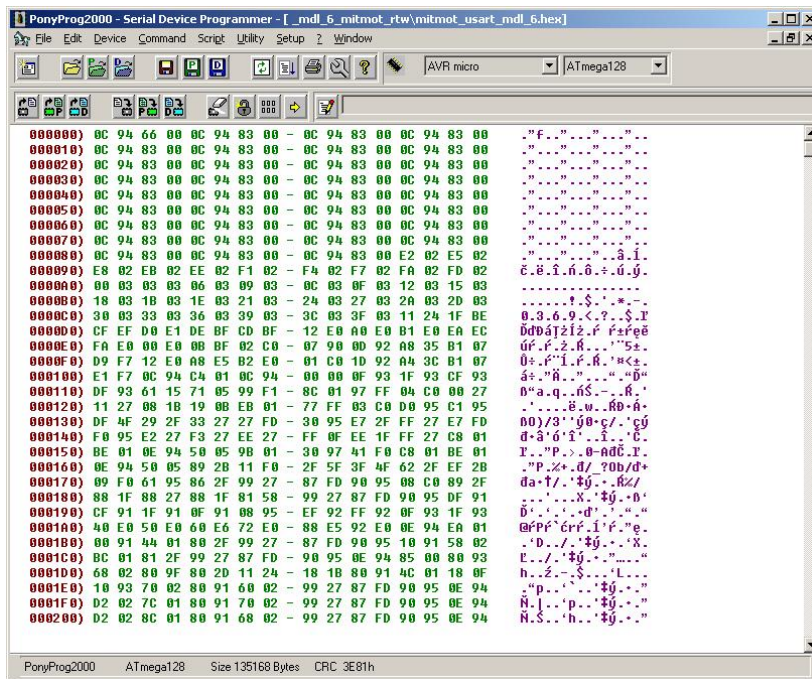 PonyProg2000 - Serial Device Programmer - [ _mdl_6_mitmot_rtw\mitmot_usart_mdl_6.hex]
File Edit Device Command Script Utility Setup ? Window
AVR micro ATmega128
000000) 0C 94 66 00 0C 94 83 00 - 0C 94 83 00 0C 94 83 00
000010) 0C 94 83 00 0C 94 83 00 - 0C 94 83 00 0C 94 83 00
000020) 0C 94 83 00 0C 94 83 00 - 0C 94 83 00 0C 94 83 00
000030) 0C 94 83 00 0C 94 83 00 - 0C 94 83 00 0C 94 83 00
000040) 0C 94 83 00 0C 94 83 00 - 0C 94 83 00 0C 94 83 00
000050) 0C 94 83 00 0C 94 83 00 - 0C 94 83 00 0C 94 83 00
000060) 0C 94 83 00 0C 94 83 00 - 0C 94 83 00 0C 94 83 00
000070) 0C 94 83 00 0C 94 83 00 - 0C 94 83 00 0C 94 83 00
000080) 0C 94 83 00 0C 94 83 00 - 0C 94 83 00 E2 02 E5 02
000090) E8 02 EB 02 EE 02 F1 02 - F4 02 F7 02 FA 02 FD 02
0000A0) 00 03 03 03 06 03 09 03 - 0C 03 0F 03 12 03 15 03
0000B0) 18 03 1B 03 1E 03 21 03 - 24 03 27 03 2A 03 2D 03
0000C0) 30 03 33 03 36 03 39 03 - 3C 03 3F 03 11 24 1F BE
0000D0) CF EF D0 E1 DE BF CD BF - 12 E0 A0 E0 B1 E0 EA EC
0000E0) FA E0 00 E0 0B BF 02 C0 - 07 90 0D 92 A8 35 B1 07
0000F0) D9 F7 12 E0 A8 E5 B2 E0 - 01 C0 1D 92 A4 3C B1 07
000100) E1 F7 0C 94 C4 01 0C 94 - 00 00 0F 93 1F 93 CF 93
000110) DF 93 61 15 71 05 99 F1 - 8C 01 97 FF 04 C0 00 27
000120) 11 27 08 1B 19 0B EB 01 - 77 FF 03 C0 D0 95 C1 95
000130) DF 4F 29 2F 33 27 27 FD - 30 95 E7 2F FF 27 E7 FD
000140) F0 95 E2 27 F3 27 EE 27 - FF 0F EE 1F FF 27 C8 01
000150) BE 01 0E 94 50 05 9B 01 - 30 97 41 F0 C8 01 BE 01
000160) 0E 94 50 05 89 2B 11 F0 - 2F 5F 3F 4F 62 2F EF 2B
000170) 09 F0 61 95 86 2F 99 27 - 87 FD 90 95 08 C0 89 2F
000180) 88 1F 88 27 88 1F 81 58 - 99 27 87 FD 90 95 DF 91
000190) CF 91 1F 91 0F 91 08 95 - EF 92 FF 92 0F 93 1F 93
0001A0) 40 E0 50 E0 60 E6 72 E0 - 88 E5 92 E0 0E 94 EA 01
0001B0) 00 91 44 01 80 2F 99 27 - 87 FD 90 95 10 91 58 02
0001C0) BC 01 81 2F 99 27 87 FD - 90 95 0E 94 85 00 80 93
0001D0) 68 02 80 9F 80 2D 11 24 - 18 1B 80 91 4C 01 18 0F
0001E0) 10 93 70 02 80 91 60 02 - 99 27 87 FD 90 95 0E 94
0001F0) D2 02 7C 01 80 91 70 02 - 99 27 87 FD 90 95 0E 94
000200) D2 02 8C 01 80 91 68 02 - 99 27 87 FD 90 95 0E 94
PonyProg2000 ATmega128 Size 135168 Bytes CRC 3E81h